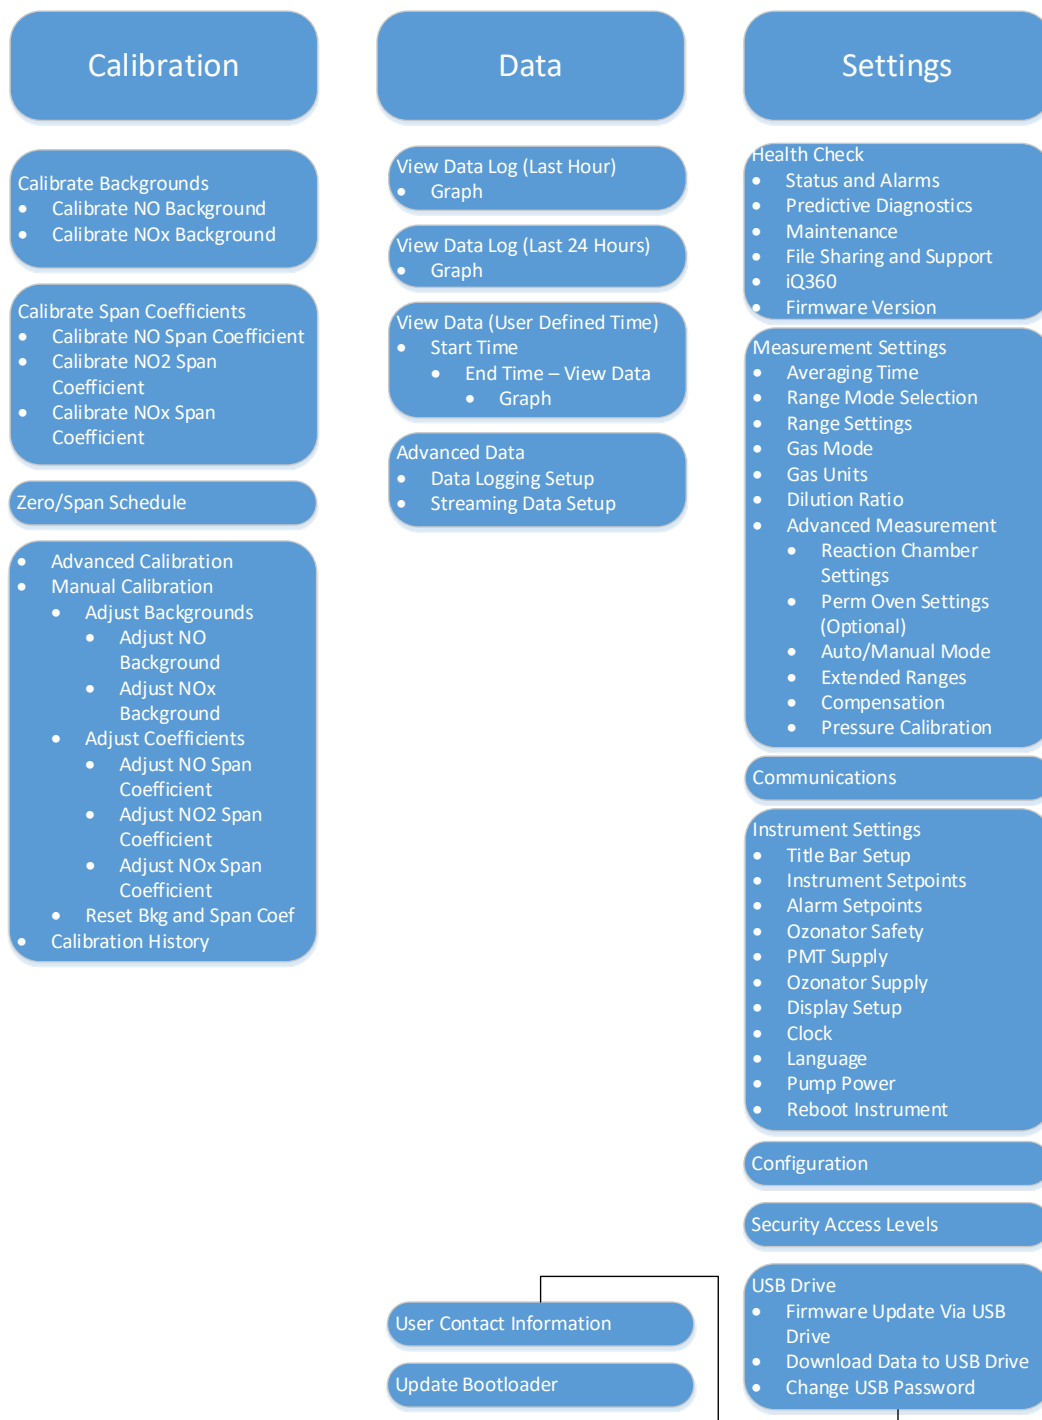 Calibration
Calibrate Backgrounds
• Calibrate NO Background
• Calibrate NOx Background
Calibrate Span Coefficients
• Calibrate NO Span Coefficient
• Calibrate NO2 Span
Coefficient
• Calibrate NOx Span
Coefficient
Zero/Span Schedule
• Advanced Calibration
• Manual Calibration
• Adjust Backgrounds
• Adjust NO
Background
• Adjust NOx
Background
• Adjust Coefficients
• Adjust NO Span
Coefficient
• Adjust NO2 Span
Coefficient
• Adjust NOx Span
Coefficient
• Reset Bkg and Span Coef
• Calibration History
Data
View Data Log (Last Hour)
• Graph
View Data Log (Last 24 Hours)
• Graph
View Data (User Defined Time)
• Start Time
• End Time – View Data
• Graph
Advanced Data
• Data Logging Setup
• Streaming Data Setup
User Contact Information
Update Bootloader
Settings
Health Check
• Status and Alarms
• Predictive Diagnostics
• Maintenance
• File Sharing and Support
• iQ360
• Firmware Version
Measurement Settings
• Averaging Time
• Range Mode Selection
• Range Settings
• Gas Mode
• Gas Units
• Dilution Ratio
• Advanced Measurement
• Reaction Chamber
Settings
• Perm Oven Settings
(Optional)
• Auto/Manual Mode
• Extended Ranges
• Compensation
• Pressure Calibration
Communications
Instrument Settings
• Title Bar Setup
• Instrument Setpoints
• Alarm Setpoints
• Ozonator Safety
• PMT Supply
• Ozonator Supply
• Display Setup
• Clock
• Language
• Pump Power
• Reboot Instrument
Configuration
Security Access Levels
USB Drive
• Firmware Update Via USB
Drive
• Download Data to USB Drive
• Change USB Password